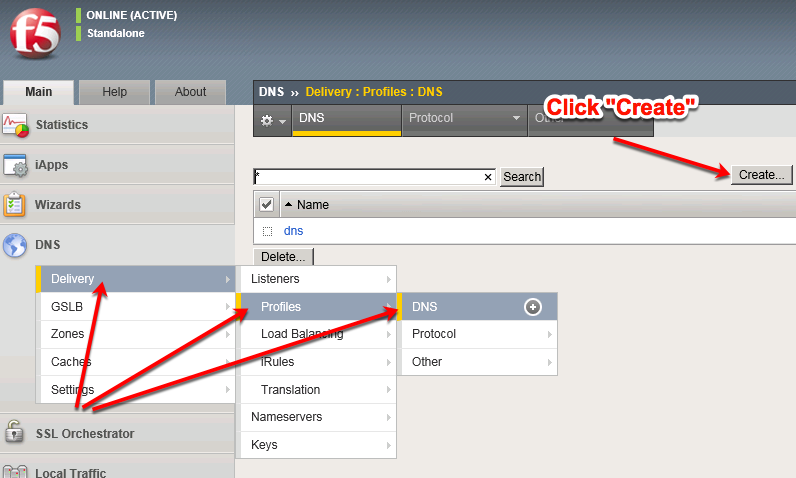 f5
ONLINE (ACTIVE)
Standalone
Main Help About
DNS ›› Delivery : Profiles : DNS
Click "Create"
DNS Protocol
Statistics
iApps
* × Search Create...
Wizards
Name
DNS
dns
Delete...
Delivery
Listeners
GSLB
Profiles
DNS
Zones
Load Balancing
Protocol
Caches
iRules
Other
Settings
Translation
Nameservers
SSL Orchestrator
Keys
Local Traffic